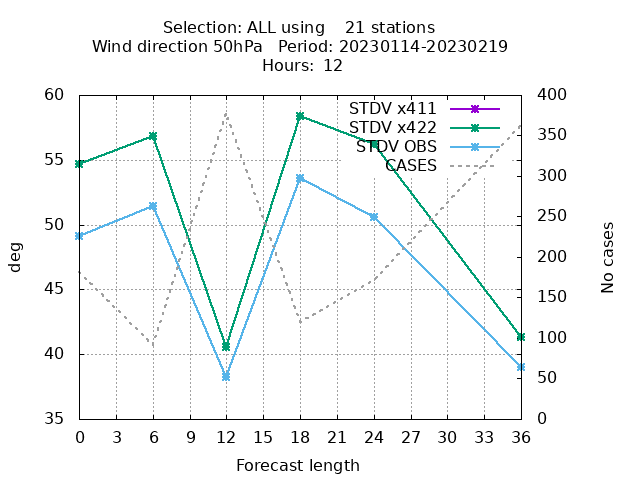 Selection: ALL using    21 stations
Wind direction 50hPa   Period: 20230114-20230219
Hours: 12
STDV x411
STDV x422
STDV OBS
CASES
60
55
50
45
40
35
deg
400
350
300
250
200
150
100
50
0
No cases
0 3 6 9 12 15 18 21 24 27 30 33 36
Forecast length